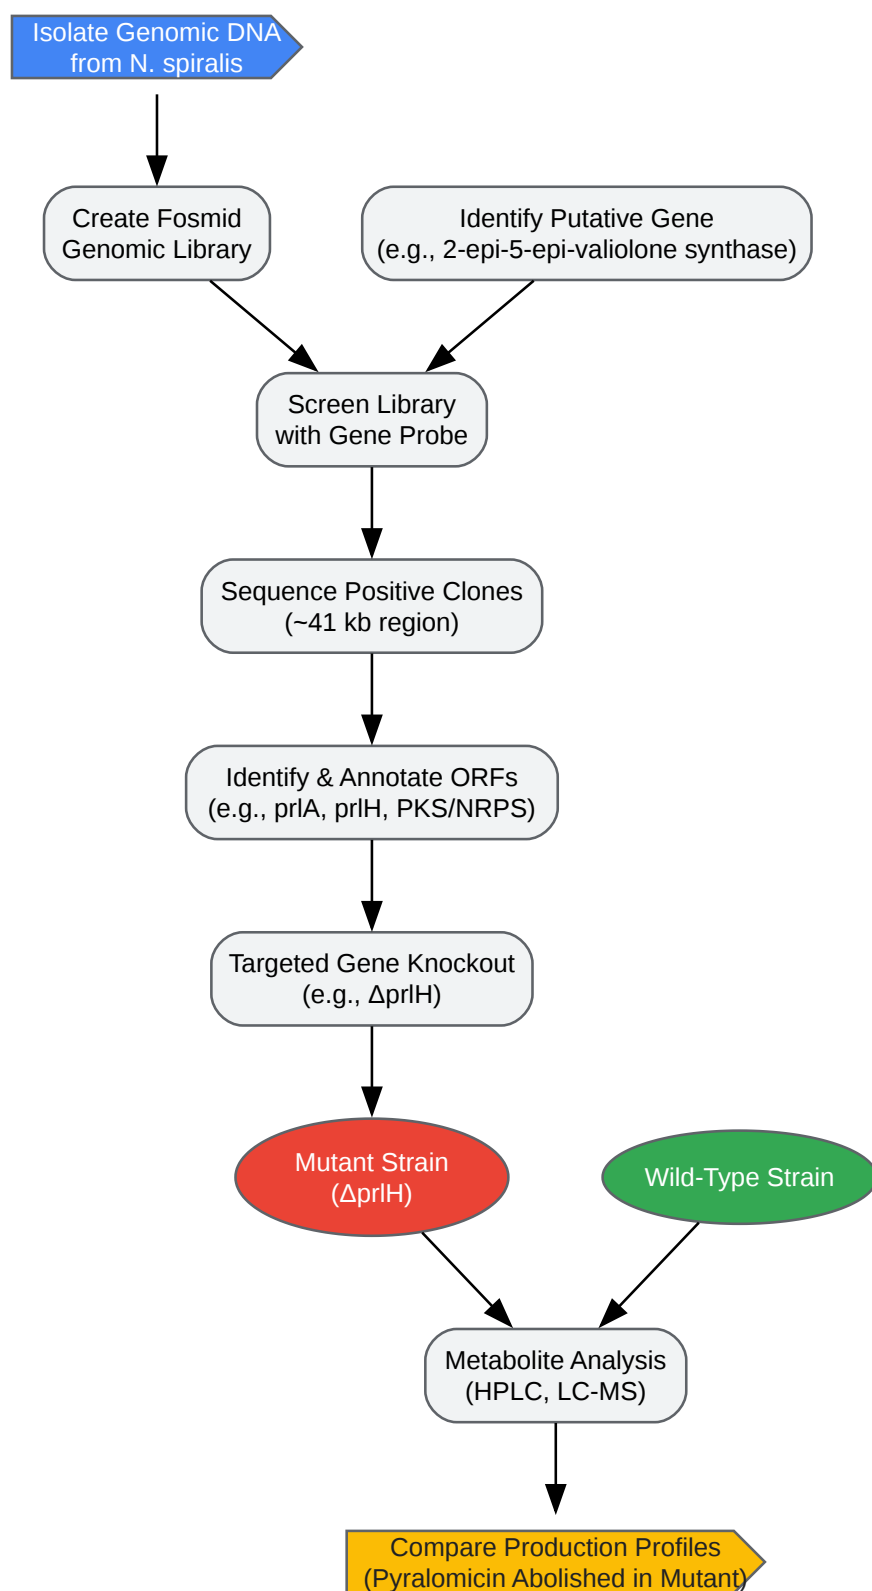 Isolate Genomic DNA
from N. spiralis
Create Fosmid
Genomic Library
Identify Putative Gene
(e.g., 2-epi-5-epi-valiolone synthase)
Screen Library
with Gene Probe
Sequence Positive Clones
(~41 kb region)
Identify & Annotate ORFs
(e.g., prlA, prlH, PKS/NRPS)
Targeted Gene Knockout
(e.g., ΔprlH)
Mutant Strain
(ΔprlH)
Wild-Type Strain
Metabolite Analysis
(HPLC, LC-MS)
Compare Production Profiles
(Pyralomicin Abolished in Mutant)